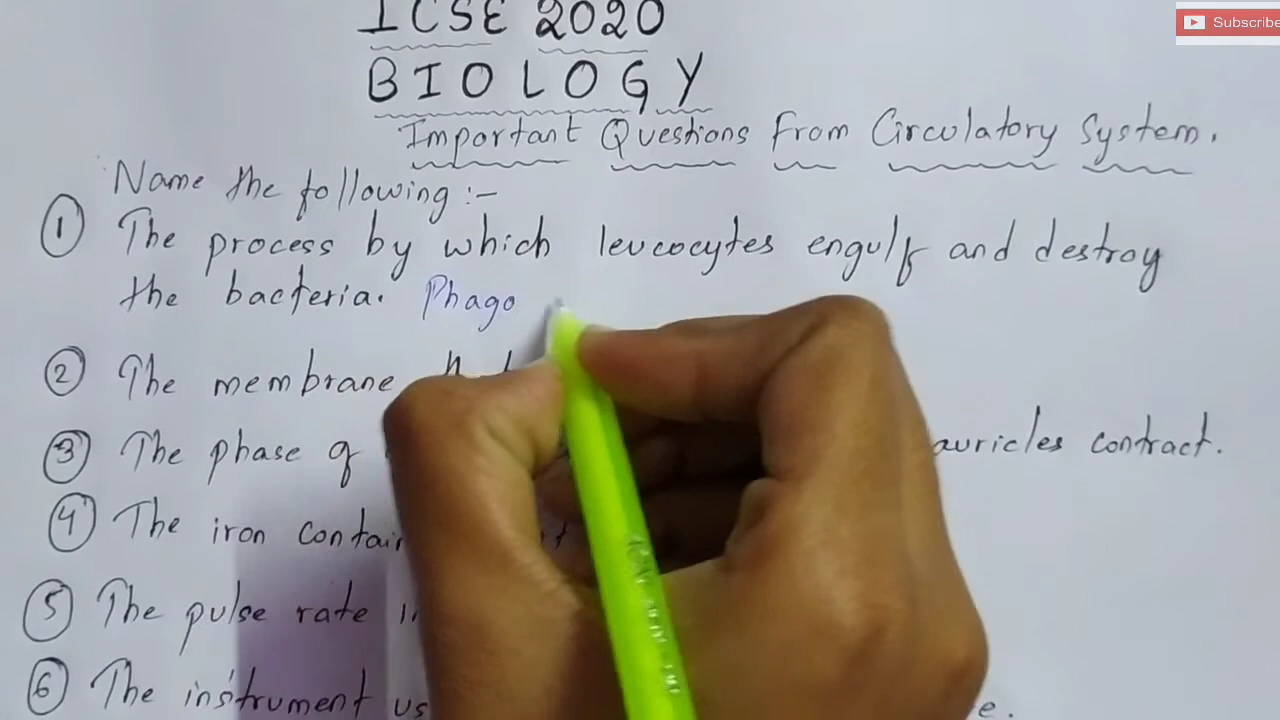 ICSE 2020
Subscribe
BIOLOGY
Important Questions From Circulatory System.
Name the following :-
① The process by which leucocytes engulf and destroy
the bacteria. Phago
② The membrane
③ The phase of auricles contract.
④ The iron contain
⑤ The pulse rate
⑥ The instrument us e.